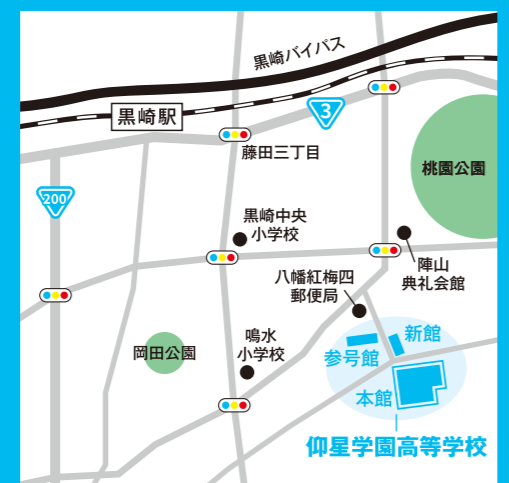 黒崎バイパス
黒崎駅
3
藤田三丁目
桃園公園
200
黒崎中央
小学校
陣山
典礼会館
八幡紅梅四
郵便局
岡田公園
鳴水
小学校
新館
参号館
本館
仰星学園高等学校